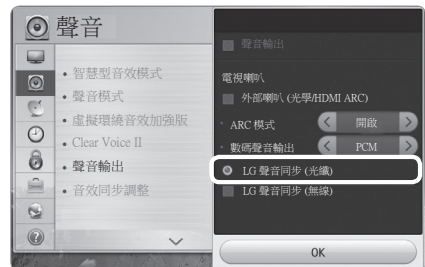 聲音
• 智慧型音效模式
• 聲音模式
• 虛擬環繞音效加強版
• Clear Voice II
• 聲音輸出
• 音效同步調整
聲音輸出
電視喇叭
外部喇叭 (光學/HDMI ARC)
• ARC 模式 < 開啟 >
• 數碼聲音輸出 < PCM >
LG 聲音同步 (光纖)
LG 聲音同步 (無線)
OK